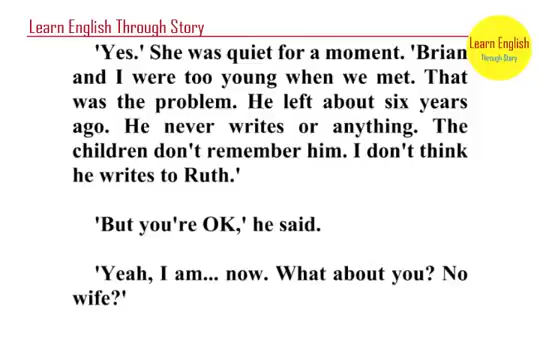 Learn English Through Story
Learn English
Through Story
'Yes.' She was quiet for a moment. 'Brian
and I were too young when we met. That
was the problem. He left about six years
ago. He never writes or anything. The
children don't remember him. I don't think
he writes to Ruth.'
'But you're OK,' he said.
'Yeah, I am... now. What about you? No
wife?'